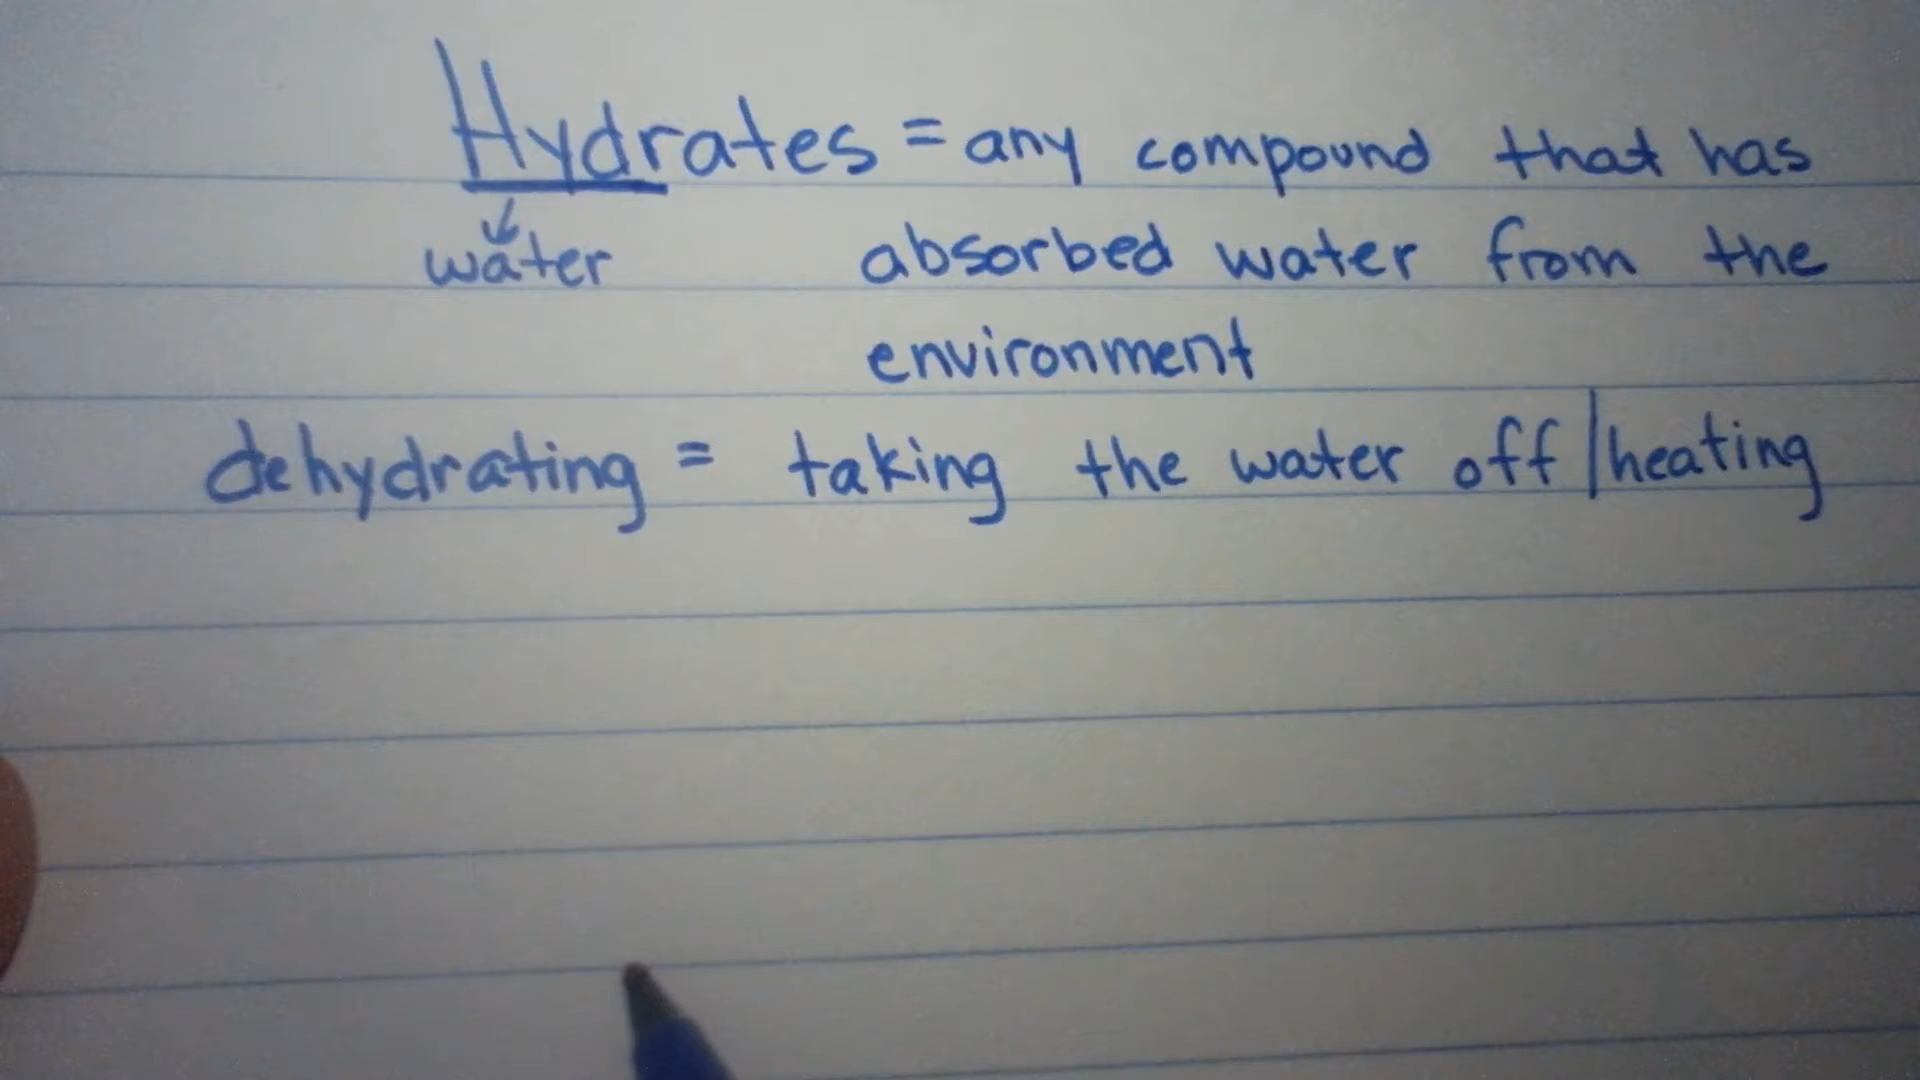 Hydrates = any compound that has
water absorbed water from the
environment
dehydrating = taking the water off/heating